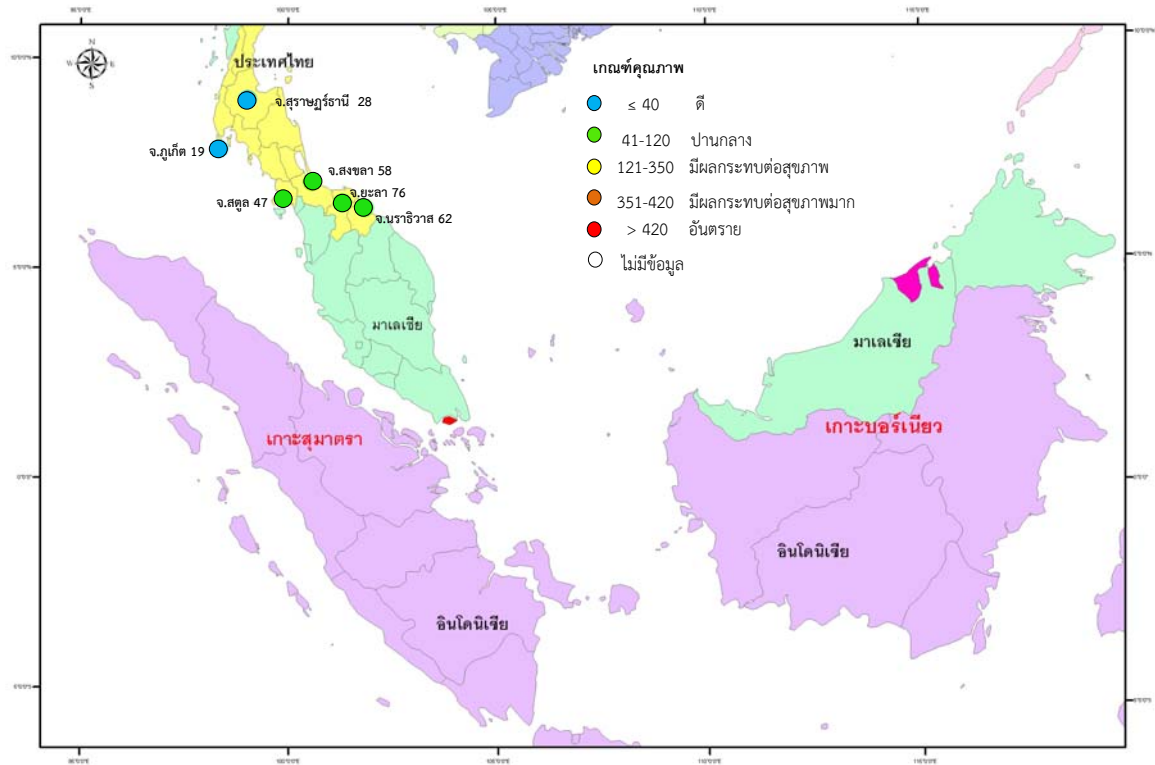 N
W E
S
ประเทศไทย
จ.สุราษฎร์ธานี 28
จ.ภูเก็ต 19
จ.สงขลา 58
จ.ยะลา 76
จ.สตูล 47
จ.นราธิวาส 62
เกณฑ์คุณภาพ
≤ 40 ดี
41-120 ปานกลาง
121-350 มีผลกระทบต่อสุขภาพ
351-420 มีผลกระทบต่อสุขภาพมาก
> 420 อันตราย
ไม่มีข้อมูล
มาเลเซีย
มาเลเซีย
เกาะสุมาตรา
เกาะบอร์เนียว
อินโดนิเซีย
อินโดนิเซีย